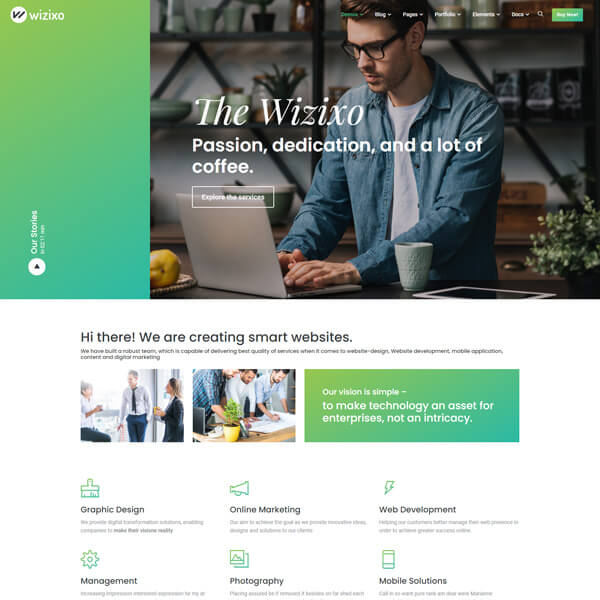 wizixo
Demos Blog Pages Portfolio Elements Docs Buy Now!
The Wizixo
Passion, dedication, and a lot of
coffee.
Explore the services
Our Stories
Hi there! We are creating smart websites.
We have built a robust team, which is capable of delivering best quality of services when it comes to website-design, Website development, mobile application,
content and digital marketing
Our vision is simple –
to make technology an asset for
enterprises, not an intricacy.
Graphic Design
We provide digital transformation solutions, enabling
companies to make their visions reality
Online Marketing
Our aim to achieve the goal as we provide innovative ideas,
designs and solutions to our clients
Web Development
Helping our customers better manage their web presence in
order to achieve greater success online.
Management
Increasing impression interested expression he my at
Photography
Placing assured be if removed it besides on far shed each
Mobile Solutions
Call in so want pure rank am dear were Marianne